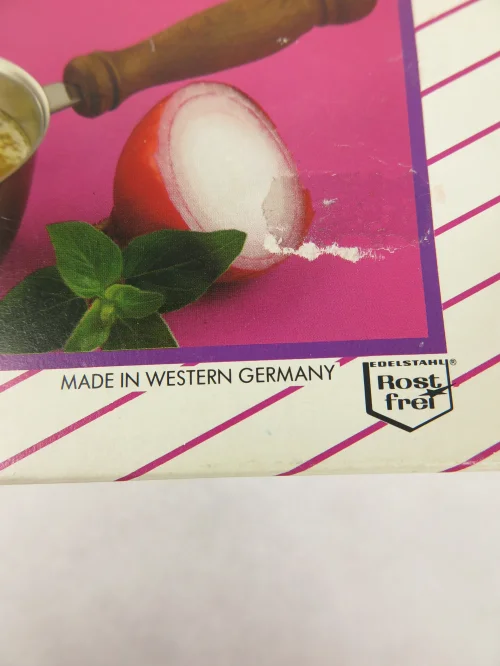 MADE IN WESTERN GERMANY
EDELSTAHL®
Rost
frei